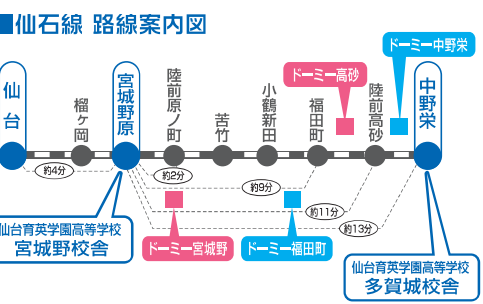 仙石線 路線案内図
ドーミー中野栄
ドーミー高砂
仙台
榴ヶ岡
宮城野原
陸前原ノ町
苦竹
小鶴新田
福田町
陸前高砂
中野栄
約4分
約2分
約9分
約11分
約13分
ドーミー宮城野
ドーミー福田町
仙台育英学園高等学校
宮城野校舎
仙台育英学園高等学校
多賀城校舎